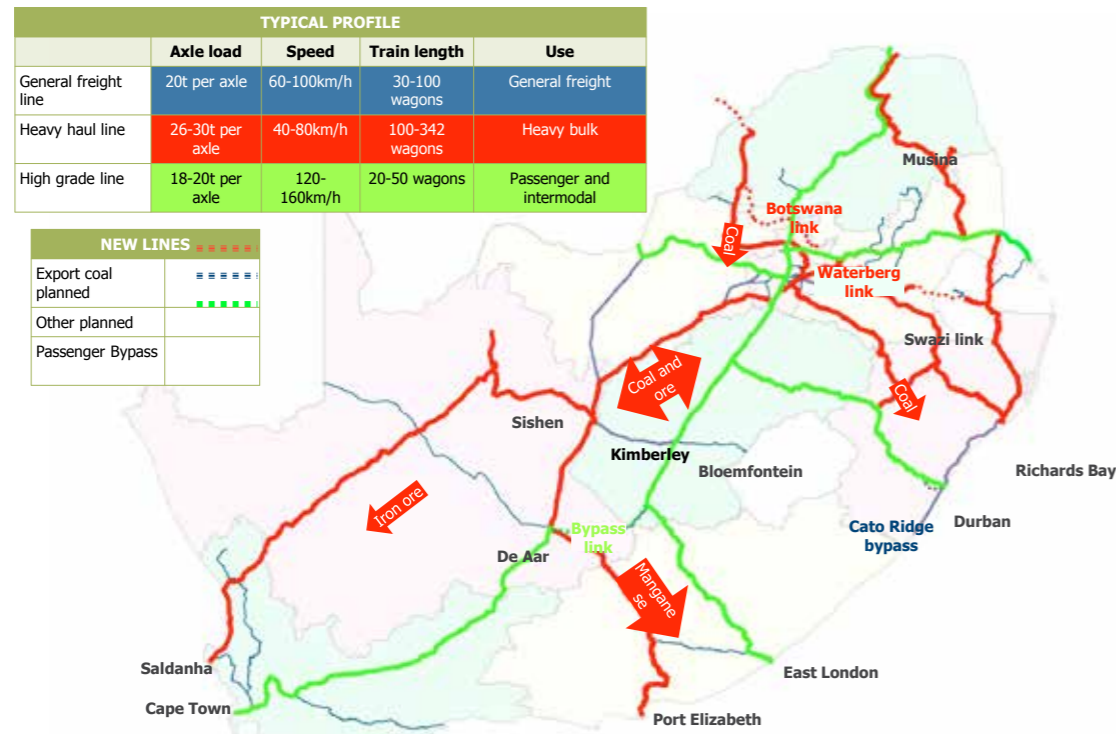 TYPICAL PROFILE
Axle load Speed Train length Use
General freight line 20t per axle 60-100km/h 30-100 wagons General freight
Heavy haul line 26-30t per axle 40-80km/h 100-342 wagons Heavy bulk
High grade line 18-20t per axle 120-160km/h 20-50 wagons Passenger and intermodal
NEW LINES
Export coal planned
Other planned
Passenger Bypass
Musina
Botswana
link
Coal
Waterberg
link
Swazi link
Coal and
ore
Coal
Sishen
Kimberley
Bloemfontein
Richards Bay
Iron ore
Durban
Cato Ridge
bypass
Bypass
link
De Aar
Mangane
se
Saldanha
East London
Cape Town
Port Elizabeth